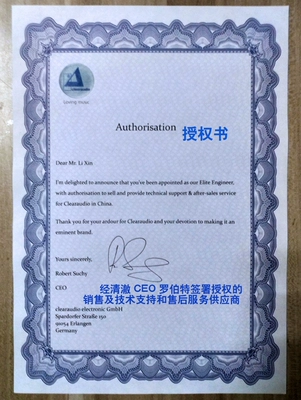 Authorisation 授权书
Dear Mr. Li Xin
I'm delighted to announce that you've been appointed as our Elite Engineer,
with authorisation to sell and provide technical support & after-sales service
for Clearaudio in China.
Thank you for your ardour for Clearaudio and your devotion to making it an
eminent brand.
Yours sincerely,
Robert Suchy
CEO
经清澈 CEO 罗伯特签署授权的
销售及技术支持和售后服务供应商
clearaudio electronic GmbH
Spardorfer Straße 150
91054 Erlangen
Germany